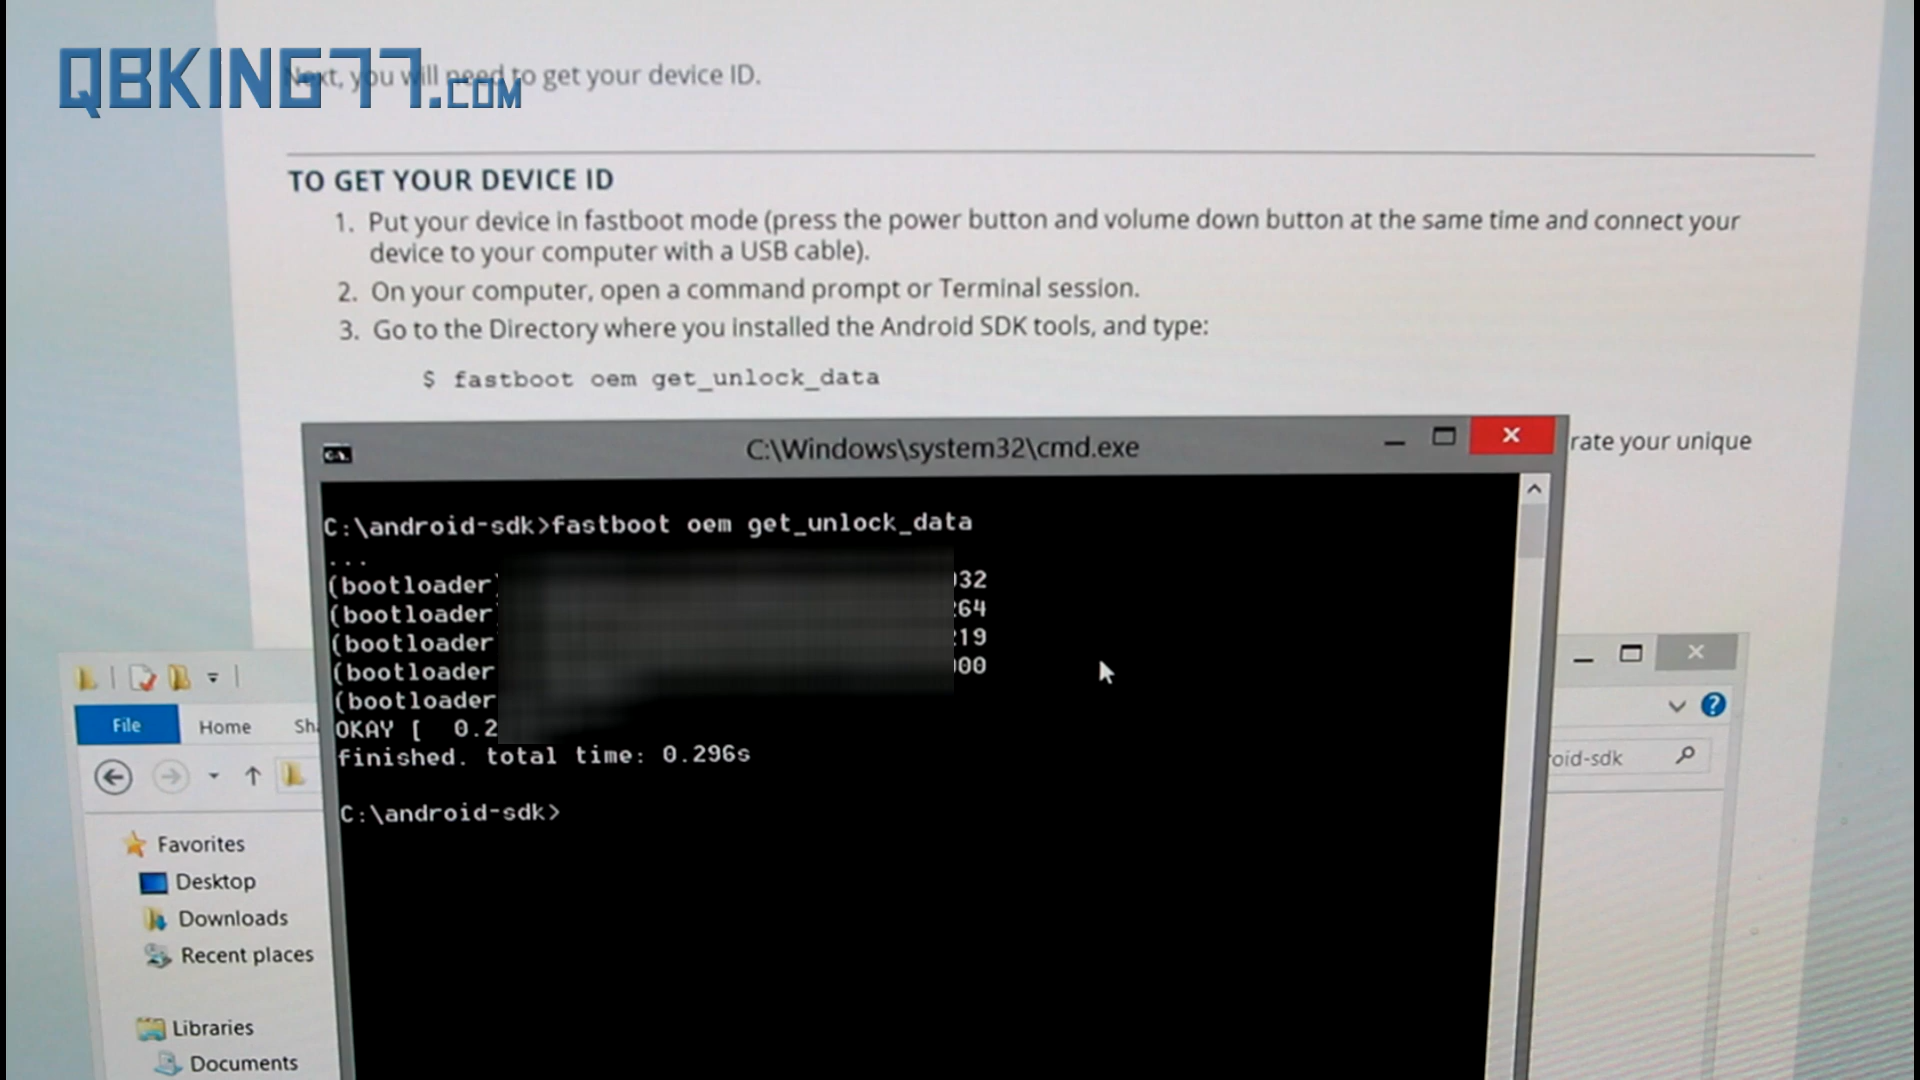 QBKING77.COM
Next, you will need to get your device ID.
TO GET YOUR DEVICE ID
1. Put your device in fastboot mode (press the power button and volume down button at the same time and connect your
device to your computer with a USB cable).
2. On your computer, open a command prompt or Terminal session.
3. Go to the Directory where you installed the Android SDK tools, and type:
$ fastboot oem get_unlock_data
rate your unique
C:\Windows\system32\cmd.exe
C:\android-sdk>fastboot oem get_unlock_data
...
(bootloader) 32
(bootloader 64
(bootloader 19
(bootloader 00
(bootloader
OKAY [ 0.2
finished. total time: 0.296s
C:\android-sdk>
File Home Sh
oid-sdk
Favorites
Desktop
Downloads
Recent places
Libraries
Documents